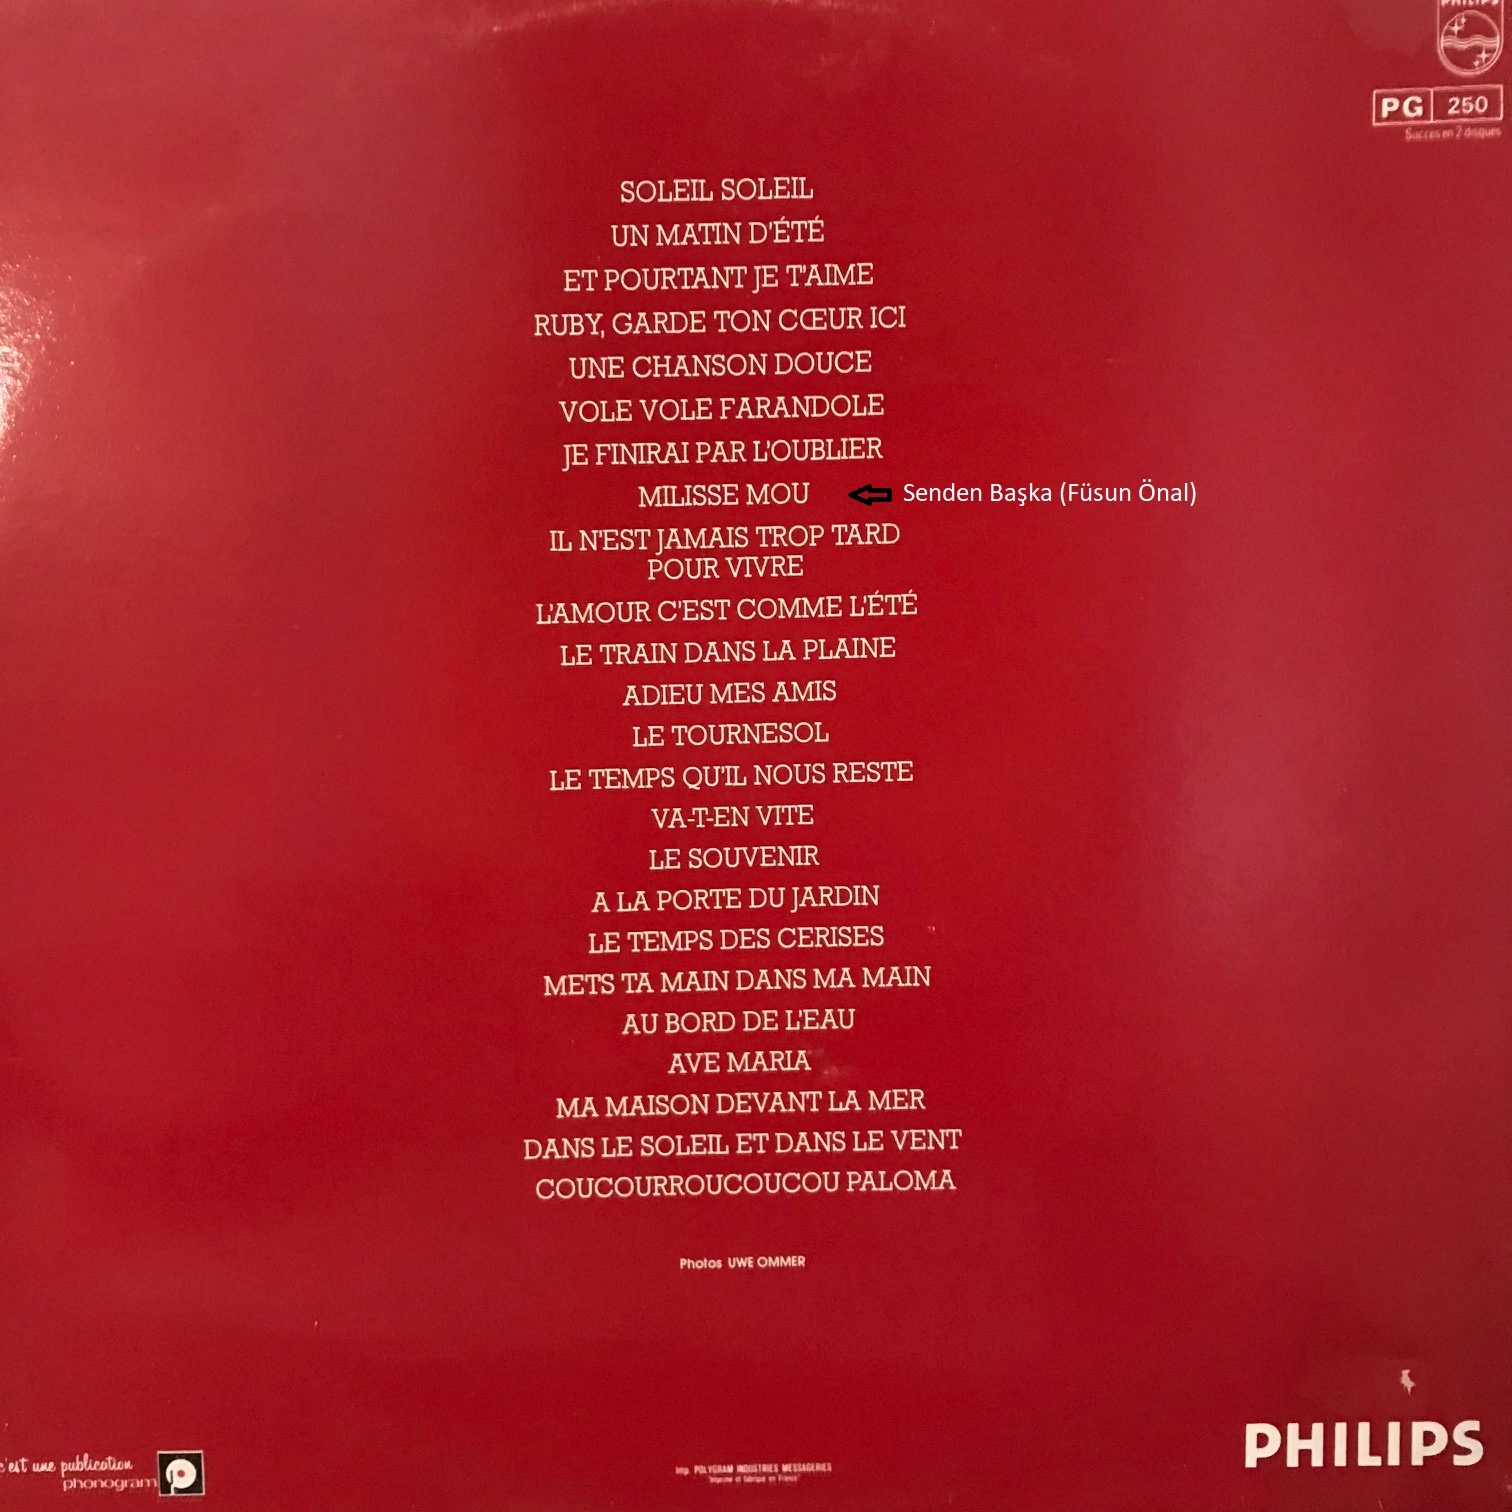 PHILIPS
PG 250
Succes en 2 disques
SOLEIL SOLEIL
UN MATIN D'ÉTÉ
ET POURTANT JE T'AIME
RUBY, GARDE TON CŒUR ICI
UNE CHANSON DOUCE
VOLE VOLE FARANDOLE
JE FINIRAI PAR L'OUBLIER
MILISSE MOU Senden Başka (Füsun Önal)
IL N'EST JAMAIS TROP TARD
POUR VIVRE
L'AMOUR C'EST COMME L'ÉTÉ
LE TRAIN DANS LA PLAINE
ADIEU MES AMIS
LE TOURNESOL
LE TEMPS QU'IL NOUS RESTE
VA-T-EN VITE
LE SOUVENIR
A LA PORTE DU JARDIN
LE TEMPS DES CERISES
METS TA MAIN DANS MA MAIN
AU BORD DE L'EAU
AVE MARIA
MA MAISON DEVANT LA MER
DANS LE SOLEIL ET DANS LE VENT
COUCOURROUCOUCOU PALOMA
Photos UWE OMMER
PHILIPS
c'est une publication
phonogram
Imp. POLYGRAM INDUSTRIES MESSAGERIES
Imprimé et fabriqué en France